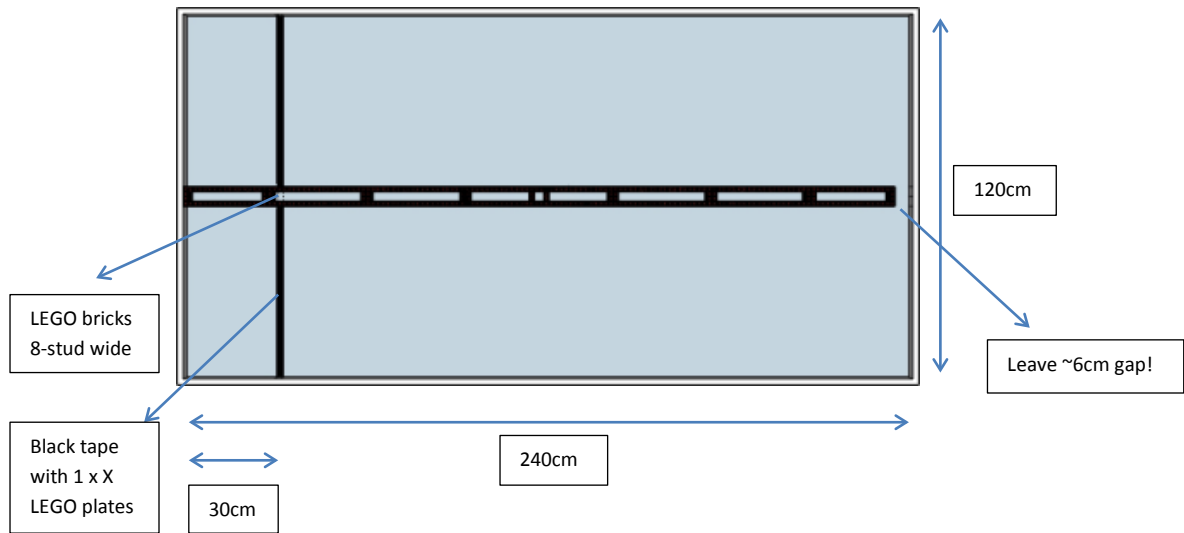 120cm
LEGO bricks
8-stud wide
Leave ~6cm gap!
Black tape
with 1 x X
LEGO plates
240cm
30cm